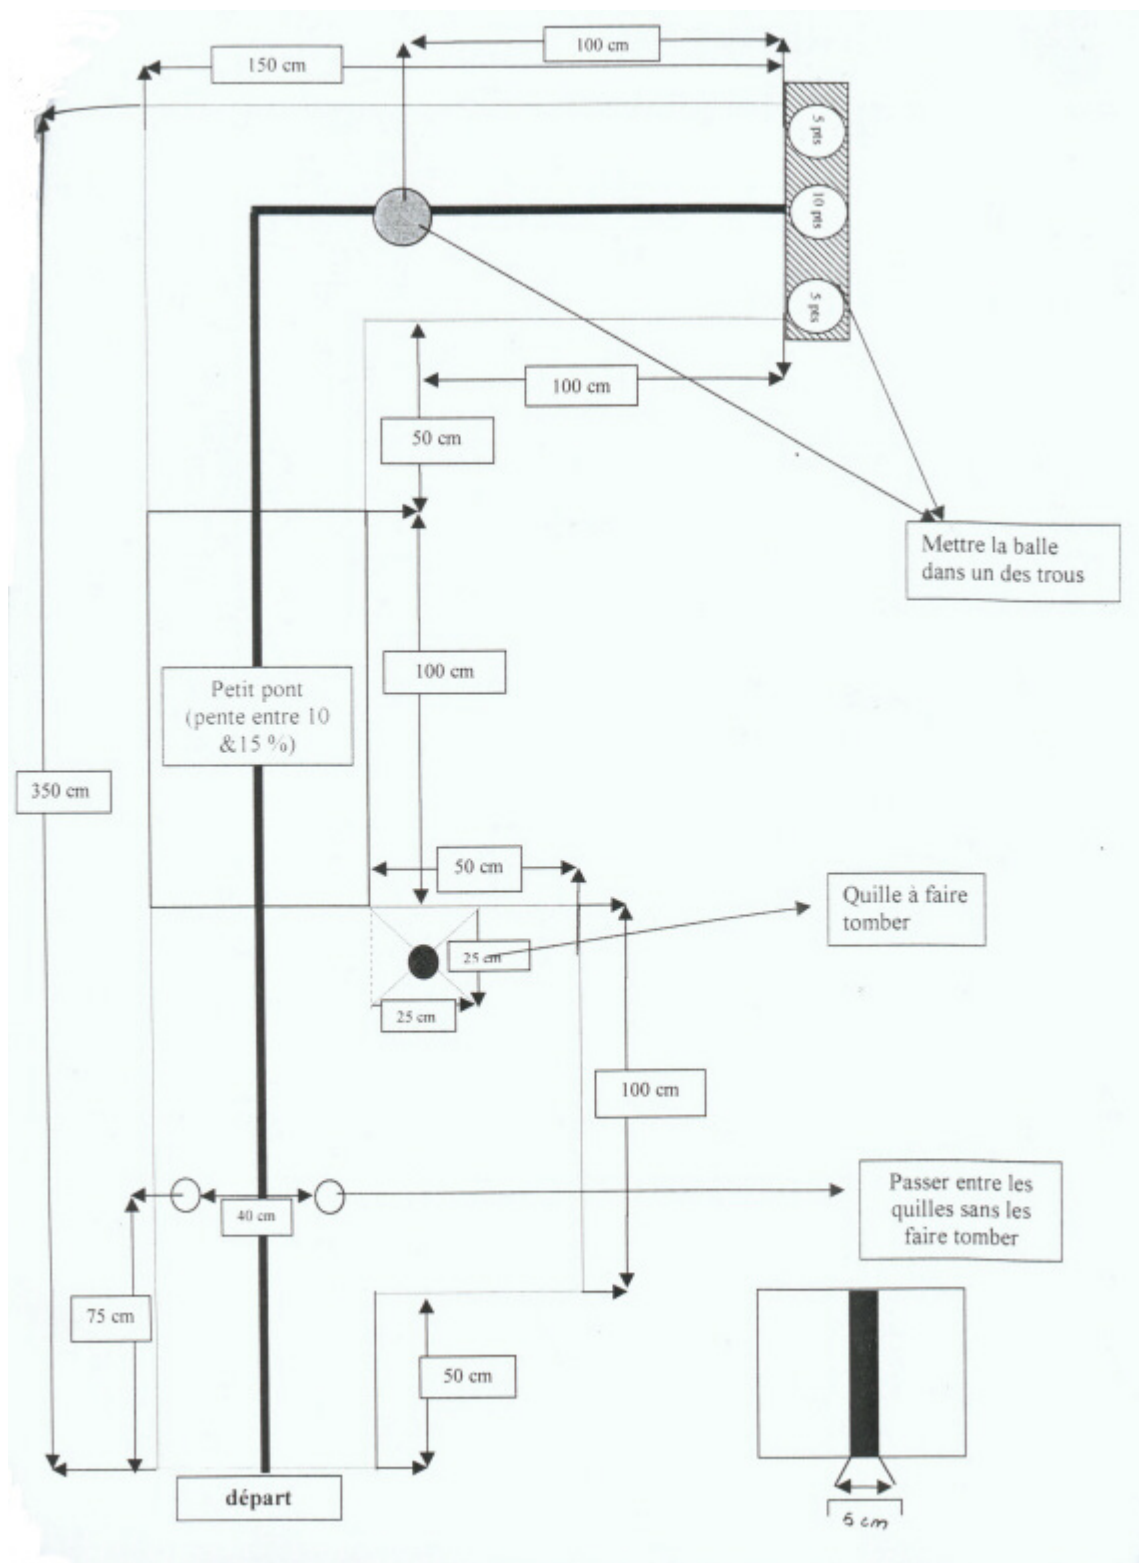 100 cm
150 cm
5 pts
10 pts
5 pts
100 cm
50 cm
Mettre la balle
dans un des trous
100 cm
Petit pont
(pente entre 10
&15 %)
350 cm
50 cm
Quille à faire
tomber
25 cm
25 cm
100 cm
Passer entre les
quilles sans les
faire tomber
40 cm
75 cm
50 cm
départ
5 cm